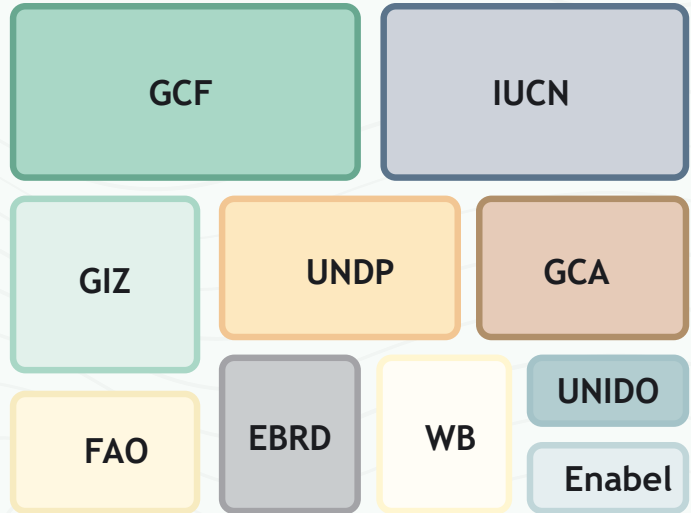 GCF
IUCN
GIZ
UNDP
GCA
FAO
EBRD
WB
UNIDO
Enabel